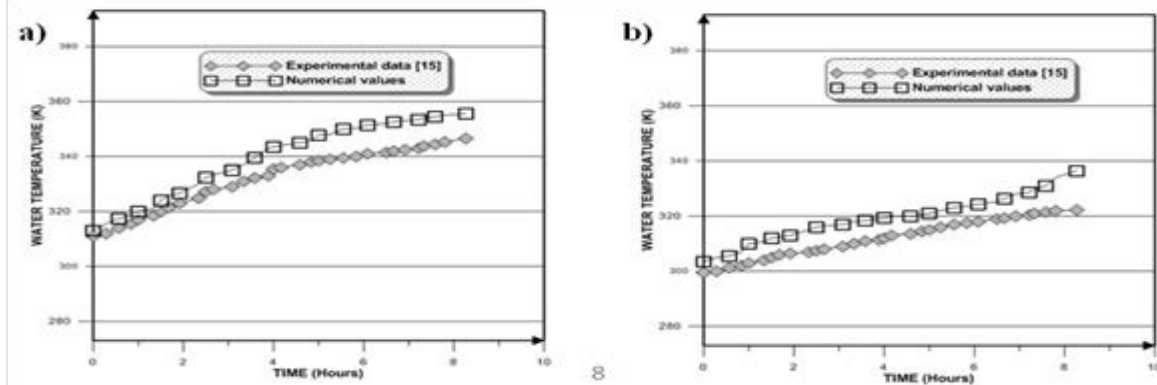 a)
380
Experimental data [15]
Numerical values
360
340
320
300
280
WATER TEMPERATURE (K)
0 2 4 6 8 10
TIME (Hours)
b)
380
Experimental data [15]
Numerical values
360
340
320
300
280
WATER TEMPERATURE (K)
0 2 4 6 8 10
TIME (Hours)
8